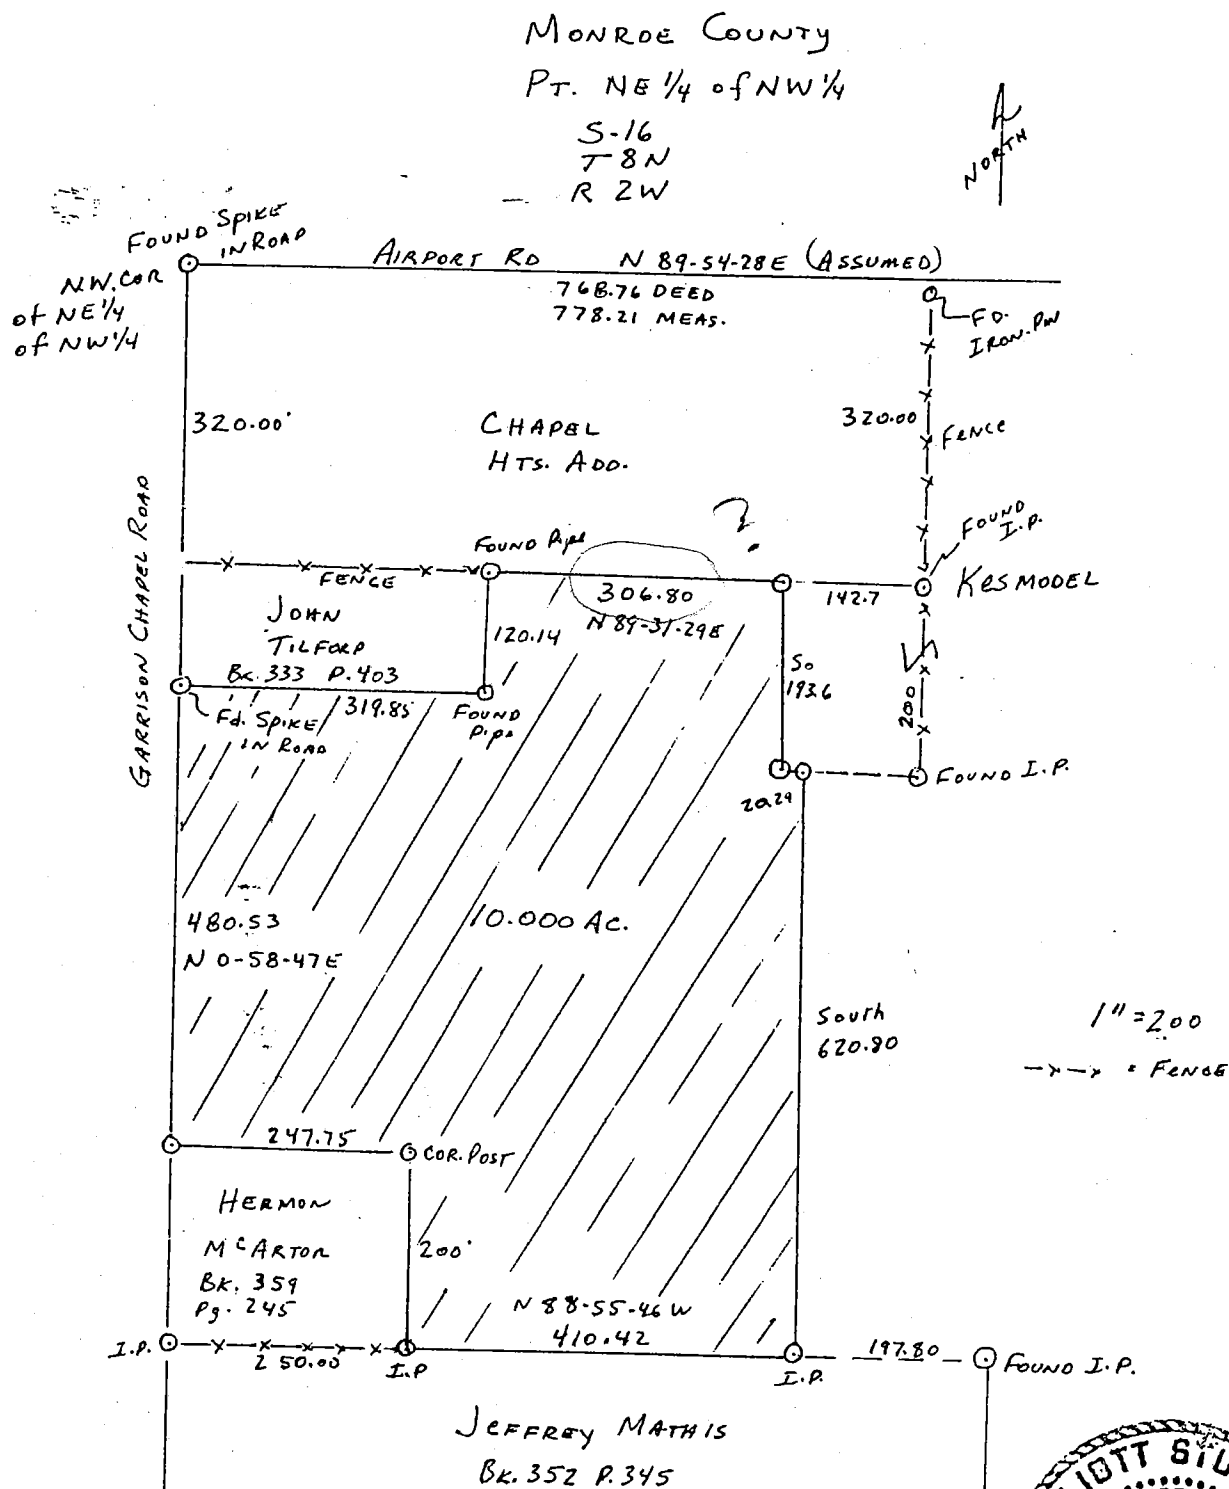 MONROE COUNTY
PT. NE 1/4 of NW 1/4
S-16
T 8N
R 2W
NORTH
FOUND SPIKE
IN ROAD
N.W. COR
of NE 1/4
of NW 1/4
AIRPORT RD N 89-54-28E (ASSUMED)
768.76 DEED
778.21 MEAS.
FD.
IRON. PIN
320.00'
CHAPEL
HTS. ADD.
320.00
FENCE
GARRISON CHAPEL ROAD
?
FOUND
I.P.
FOUND Pipe
FENCE
306.80
N 89-31-29E
142.7
KESMODEL
JOHN
TILFORD
Bk. 333 P. 403
120.14
So
193.6
200
319.85
Fd. SPIKE
IN ROAD
FOUND
Pipe
FOUND I.P.
20.29
480.53
N 0-58-47E
10.000 AC.
South
620.80
1" = 200
-x-x = FENCE
247.75
COR. POST
HERMON
McARTOR
BK. 359
Pg. 245
200'
N 88-55-46 W
410.42
I.P.
250.00
I.P
I.P.
197.80
FOUND I.P.
JEFFREY MATHIS
BK. 352 P. 345
IOTT STU